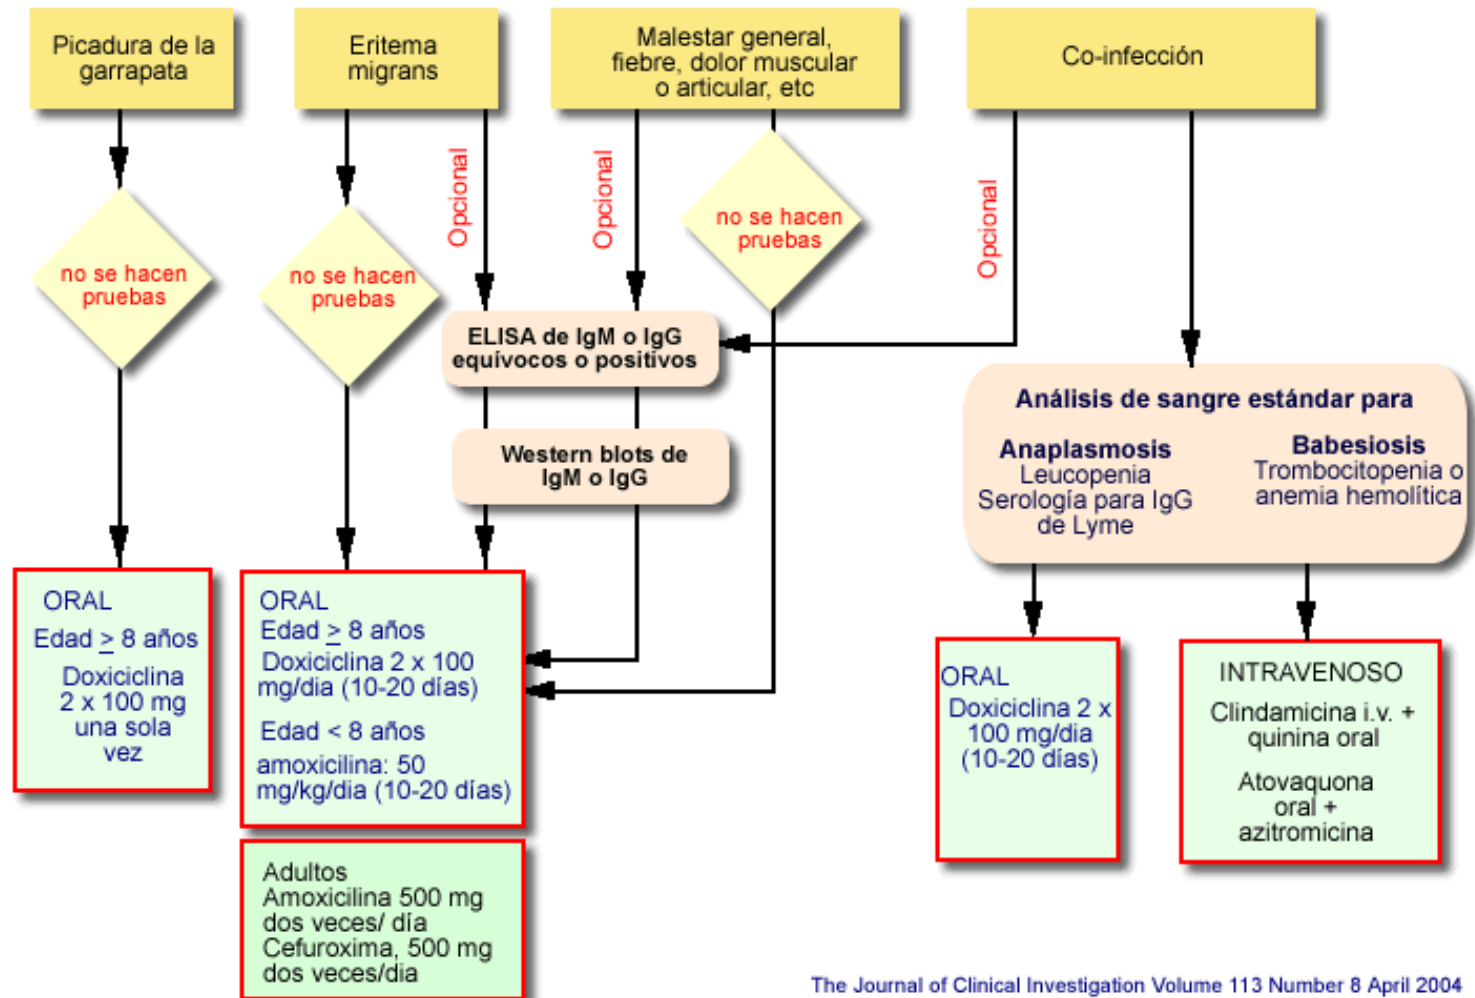 Picadura de la
garrapata
Eritema
migrans
Malestar general,
fiebre, dolor muscular
o articular, etc
Co-infección
no se hacen
pruebas
no se hacen
pruebas
Opcional
Opcional
no se hacen
pruebas
Opcional
ELISA de IgM o IgG
equívocos o positivos
Western blots de
IgM o IgG
Análisis de sangre estándar para
Anaplasmosis
Leucopenia
Serología para IgG
de Lyme
Babesiosis
Trombocitopenia o
anemia hemolítica
ORAL
Edad ≥ 8 años
Doxiciclina
2 x 100 mg
una sola
vez
ORAL
Edad ≥ 8 años
Doxiciclina 2 x 100
mg/dia (10-20 días)
Edad < 8 años
amoxicilina: 50
mg/kg/dia (10-20 días)
Adultos
Amoxicilina 500 mg
dos veces/ día
Cefuroxima, 500 mg
dos veces/dia
ORAL
Doxiciclina 2 x
100 mg/dia
(10-20 días)
INTRAVENOSO
Clindamicina i.v. +
quinina oral
Atovaquona
oral +
azitromicina
The Journal of Clinical Investigation Volume 113 Number 8 April 2004